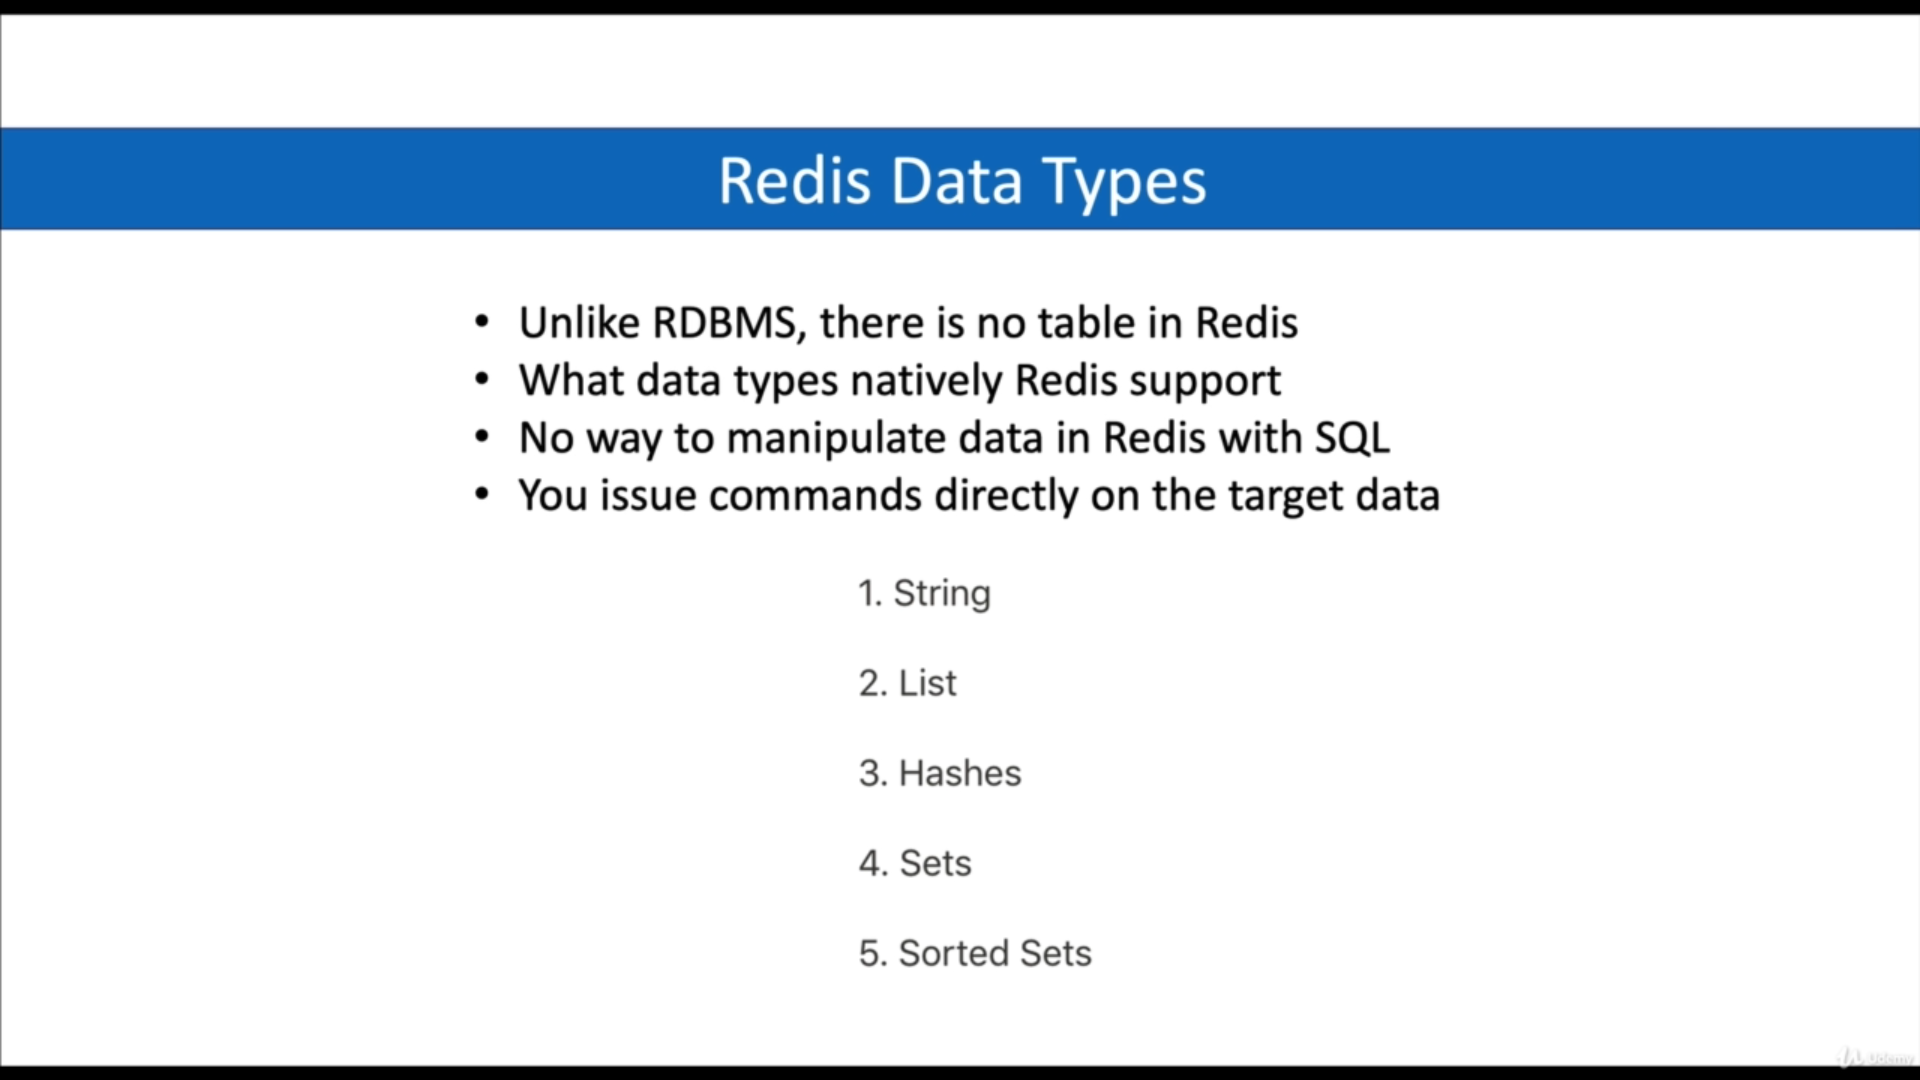 Redis Data Types
• Unlike RDBMS, there is no table in Redis
• What data types natively Redis support
• No way to manipulate data in Redis with SQL
• You issue commands directly on the target data
1. String
2. List
3. Hashes
4. Sets
5. Sorted Sets
Udemy